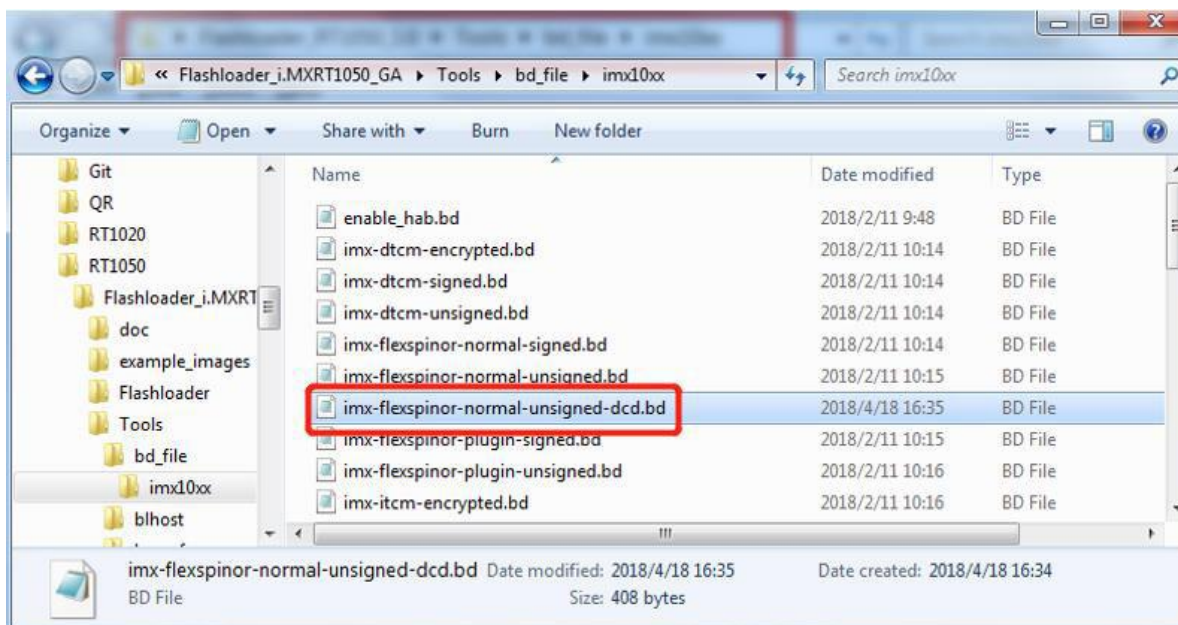 « Flashloader_i.MXRT1050_GA ▸ Tools ▸ bd_file ▸ imx10xx Search imx10xx
Organize Open Share with Burn New folder
Git
QR
RT1020
RT1050
Flashloader_i.MXRT
doc
example_images
Flashloader
Tools
bd_file
imx10xx
blhost
Name Date modified Type
enable_hab.bd 2018/2/11 9:48 BD File
imx-dtcm-encrypted.bd 2018/2/11 10:14 BD File
imx-dtcm-signed.bd 2018/2/11 10:14 BD File
imx-dtcm-unsigned.bd 2018/2/11 10:14 BD File
imx-flexspinor-normal-signed.bd 2018/2/11 10:14 BD File
imx-flexspinor-normal-unsigned.bd 2018/2/11 10:15 BD File
imx-flexspinor-normal-unsigned-dcd.bd 2018/4/18 16:35 BD File
imx-flexspinor-plugin-signed.bd 2018/2/11 10:15 BD File
imx-flexspinor-plugin-unsigned.bd 2018/2/11 10:16 BD File
imx-itcm-encrypted.bd 2018/2/11 10:16 BD File
imx-flexspinor-normal-unsigned-dcd.bd Date modified: 2018/4/18 16:35 Date created: 2018/4/18 16:34
BD File Size: 408 bytes